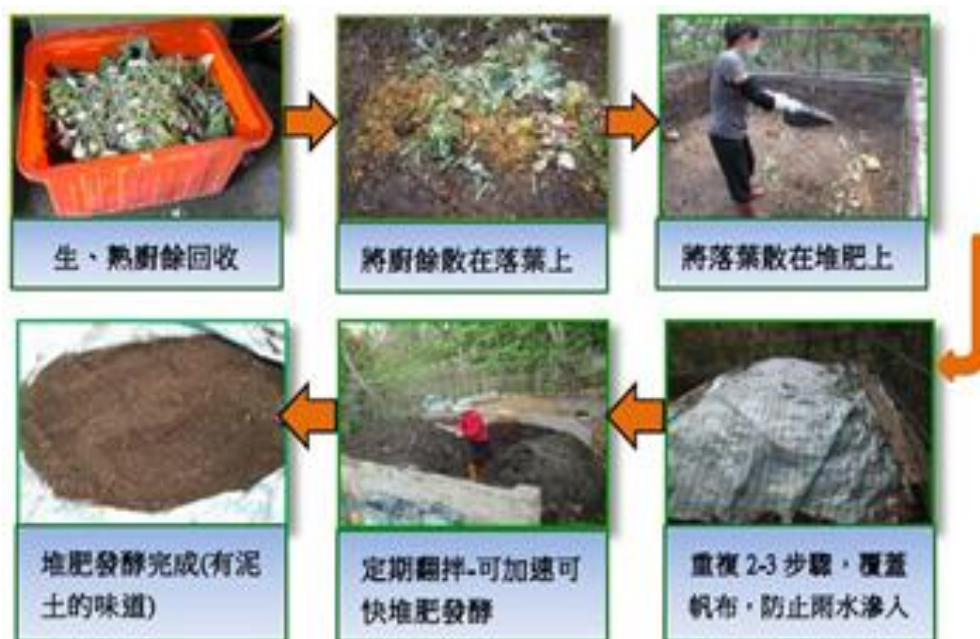 生、熟廚餘回收
將廚餘散在落葉上
將落葉散在堆肥上
重複 2-3 步驟，覆蓋
帆布，防止雨水滲入
定期翻拌-可加速可
快堆肥發酵
堆肥發酵完成(有泥
土的味道)